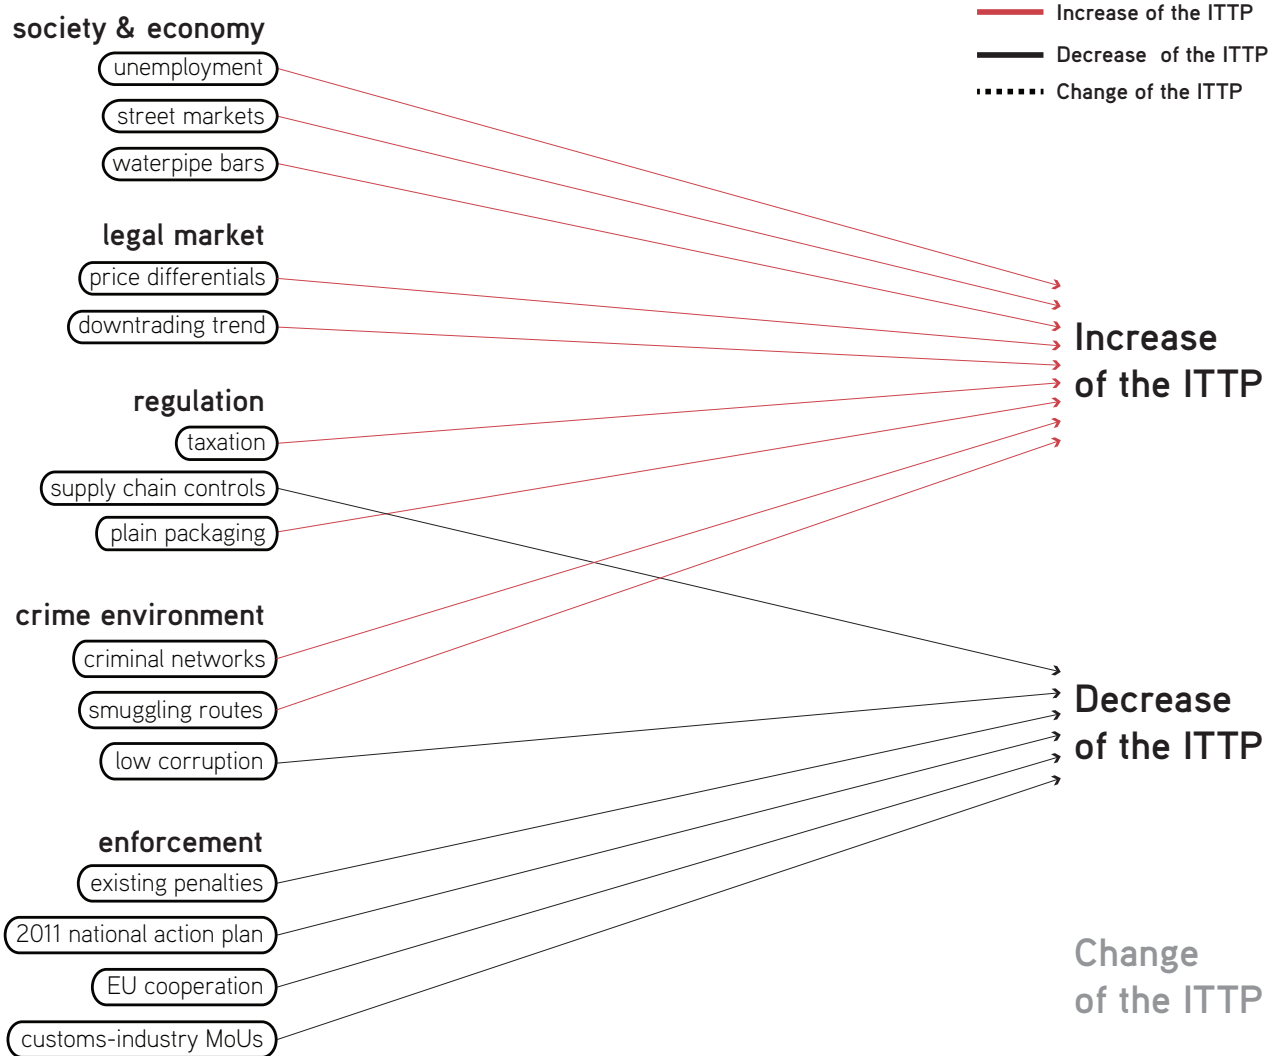 society & economy
unemployment
street markets
waterpipe bars
legal market
price differentials
downtrading trend
regulation
taxation
supply chain controls
plain packaging
crime environment
criminal networks
smuggling routes
low corruption
enforcement
existing penalties
2011 national action plan
EU cooperation
customs-industry MoUs
Increase of the ITTP
Decrease of the ITTP
Change of the ITTP
Increase
of the ITTP
Decrease
of the ITTP
Change
of the ITTP